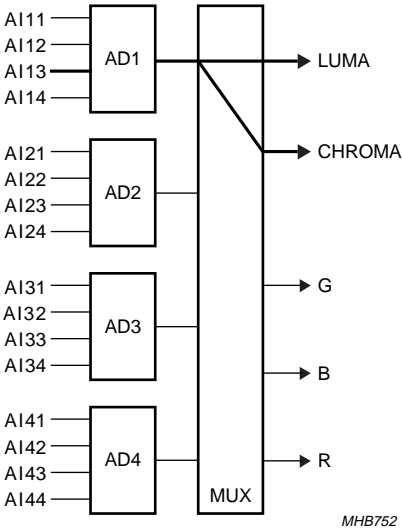 AI11
AI12
AI13
AI14
AD1
LUMA
CHROMA
AI21
AI22
AI23
AI24
AD2
AI31
AI32
AI33
AI34
AD3
G
B
AI41
AI42
AI43
AI44
AD4
R
MUX
MHB752